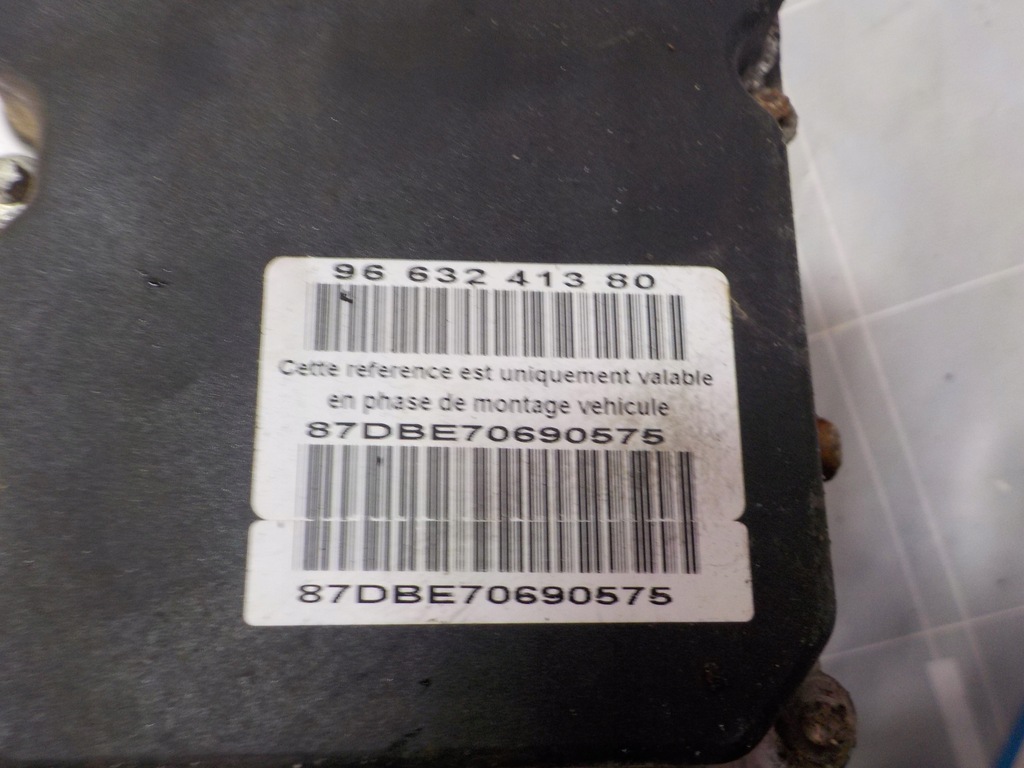 96 632 413 80
Cette reference est uniquement valable
en phase de montage vehicule
87DBE70690575
87DBE70690575